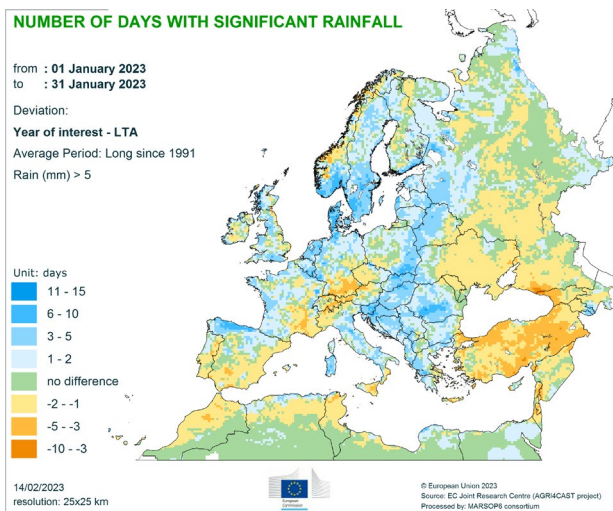 NUMBER OF DAYS WITH SIGNIFICANT RAINFALL
from : 01 January 2023
to : 31 January 2023
Deviation:
Year of interest - LTA
Average Period: Long since 1991
Rain (mm) > 5
Unit: days
11 - 15
6 - 10
3 - 5
1 - 2
no difference
-2 - -1
-5 - -3
-10 - -3
14/02/2023
resolution: 25x25 km
European
Commission
© European Union 2023
Source: EC Joint Research Centre (AGRI4CAST project)
Processed by: MARSOP6 consortium